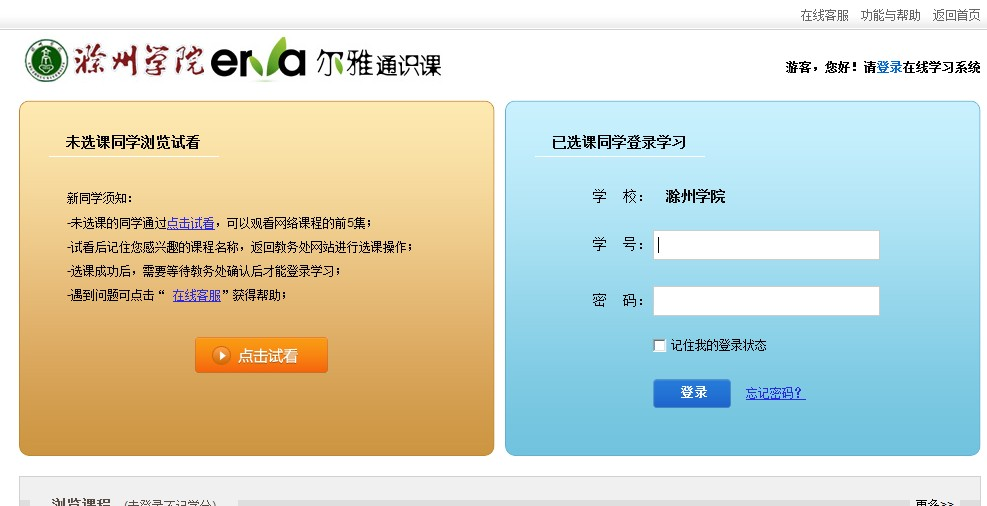 在线客服 功能与帮助 返回首页
滁州学院 erya 尔雅通识课
游客，您好！请登录在线学习系统
未选课同学浏览试看
新同学须知：
-未选课的同学通过点击试看，可以观看网络课程的前5集；
-试看后记住您感兴趣的课程名称，返回教务处网站进行选课操作；
-选课成功后，需要等待教务处确认后才能登录学习；
-遇到问题可点击“ 在线客服”获得帮助；
点击试看
已选课同学登录学习
学 校： 滁州学院
学 号：
密 码：
记住我的登录状态
登录 忘记密码？
浏览课程 (未登录不记学分) 更多>>